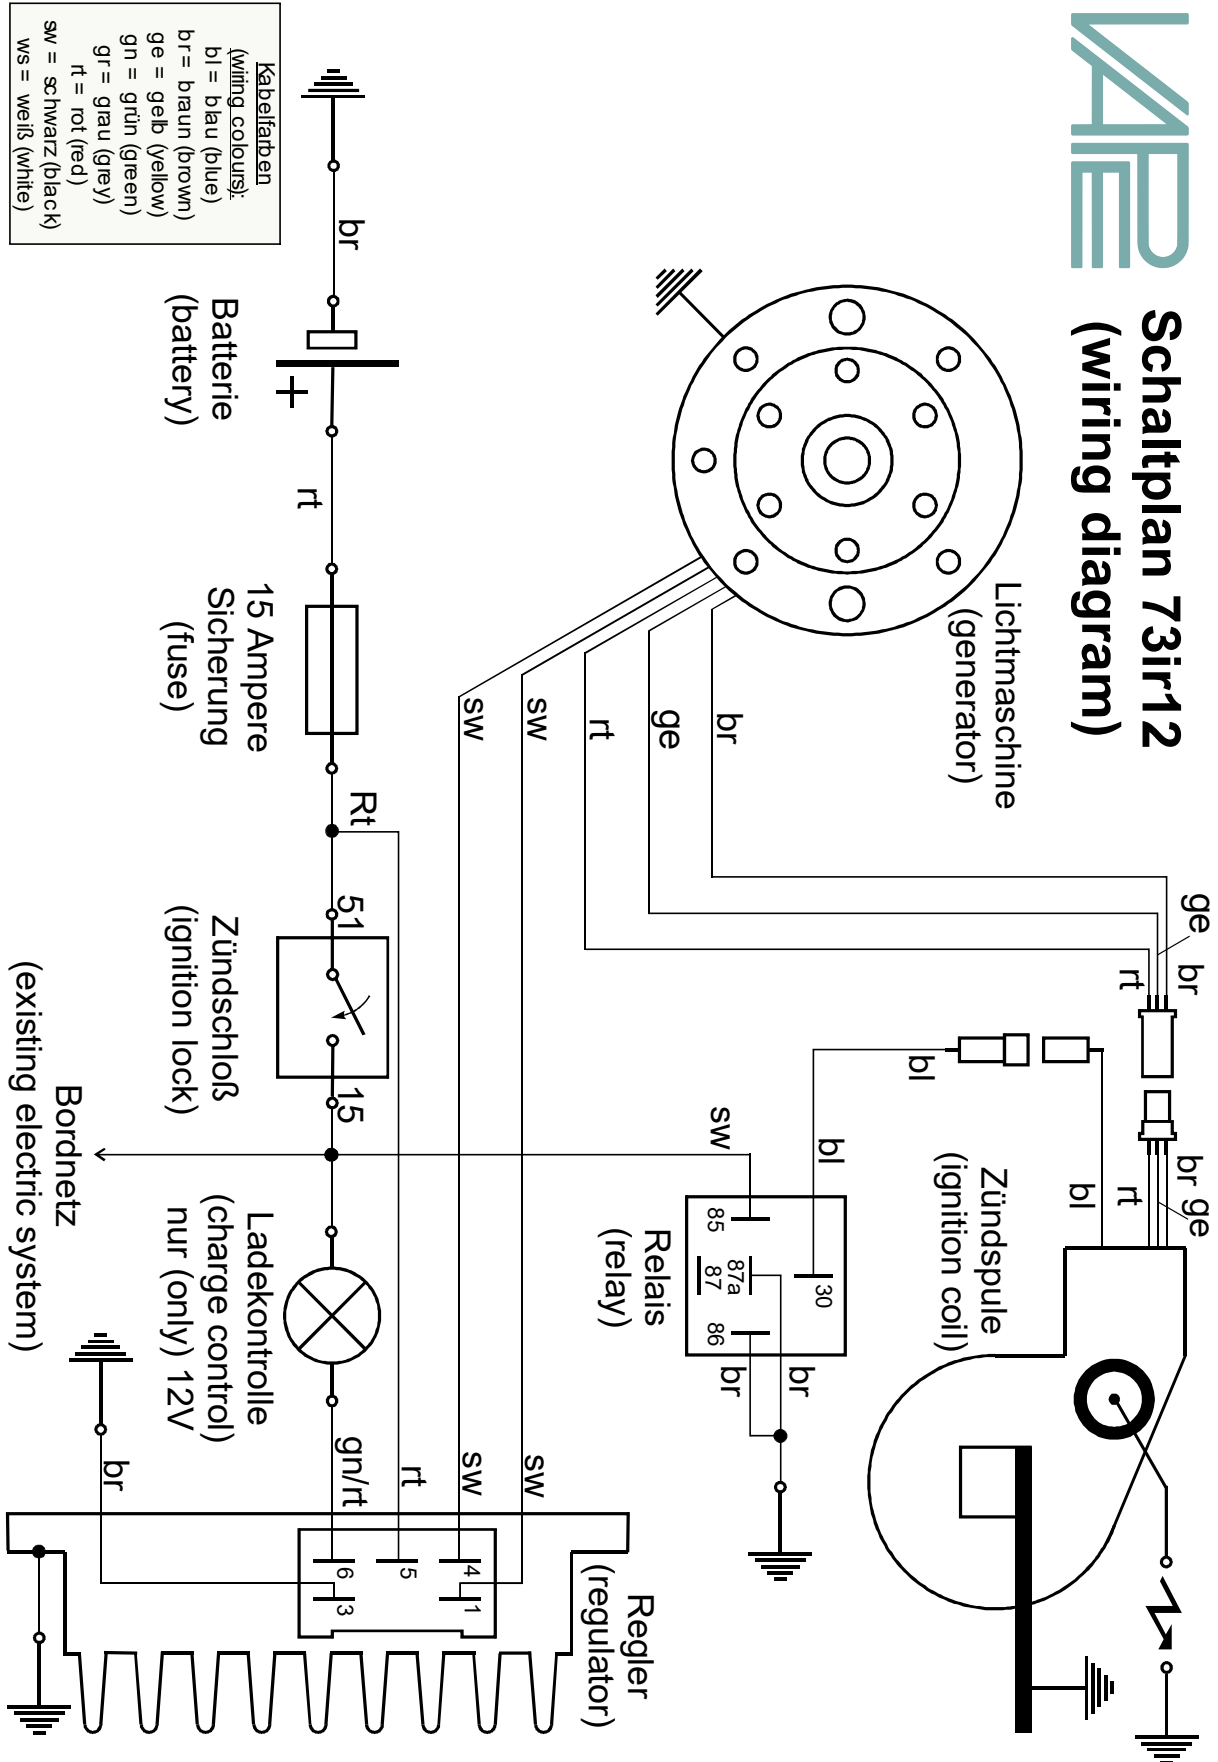 VAPE
Schaltplan 73ir12
(wiring diagram)
Lichtmaschine
(generator)
br
ge
rt
sw
sw
ge
br
rt
br ge
rt
bl
bl
bl
Zündspule
(ignition coil)
sw
85
87a
87
86
30
Relais
(relay)
br
br
br
Batterie
(battery)
+
rt
15 Ampere
Sicherung
(fuse)
Rt
51
15
Zündschloß
(ignition lock)
Bordnetz
(existing electric system)
Ladekontrolle
(charge control)
nur (only) 12V
gn/rt
rt
sw
sw
br
4
1
5
6
3
Regler
(regulator)
Kabelfarben
(wiring colours):
bl = blau (blue)
br = braun (brown)
ge = gelb (yellow)
gn = grün (green)
gr = grau (grey)
rt = rot (red)
sw = schwarz (black)
ws = weiß (white)